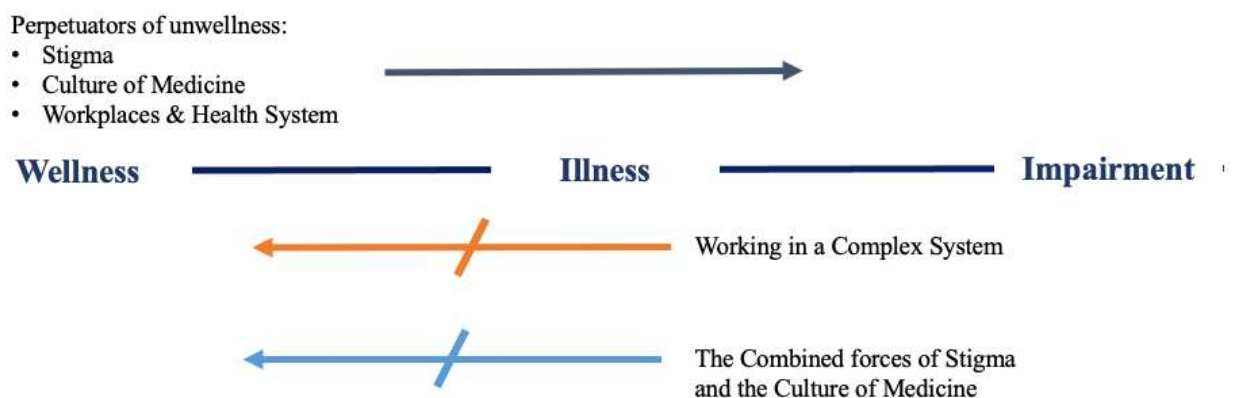 Perpetuators of unwellness:
• Stigma
• Culture of Medicine
• Workplaces & Health System
Wellness
Illness
Impairment
Working in a Complex System
The Combined forces of Stigma
and the Culture of Medicine